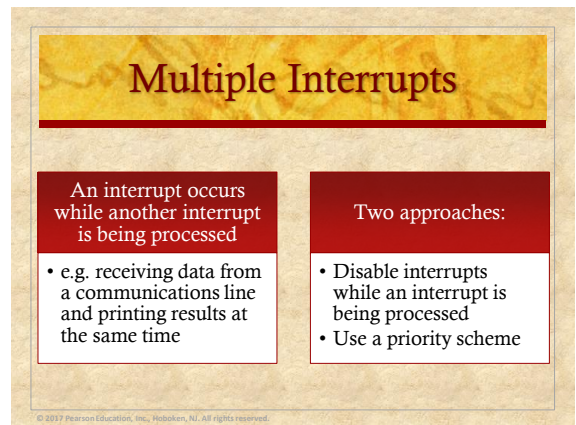 Multiple Interrupts
An interrupt occurs
while another interrupt
is being processed
• e.g. receiving data from
a communications line
and printing results at
the same time
Two approaches:
• Disable interrupts
while an interrupt is
being processed
• Use a priority scheme
© 2017 Pearson Education, Inc., Hoboken, NJ. All rights reserved.